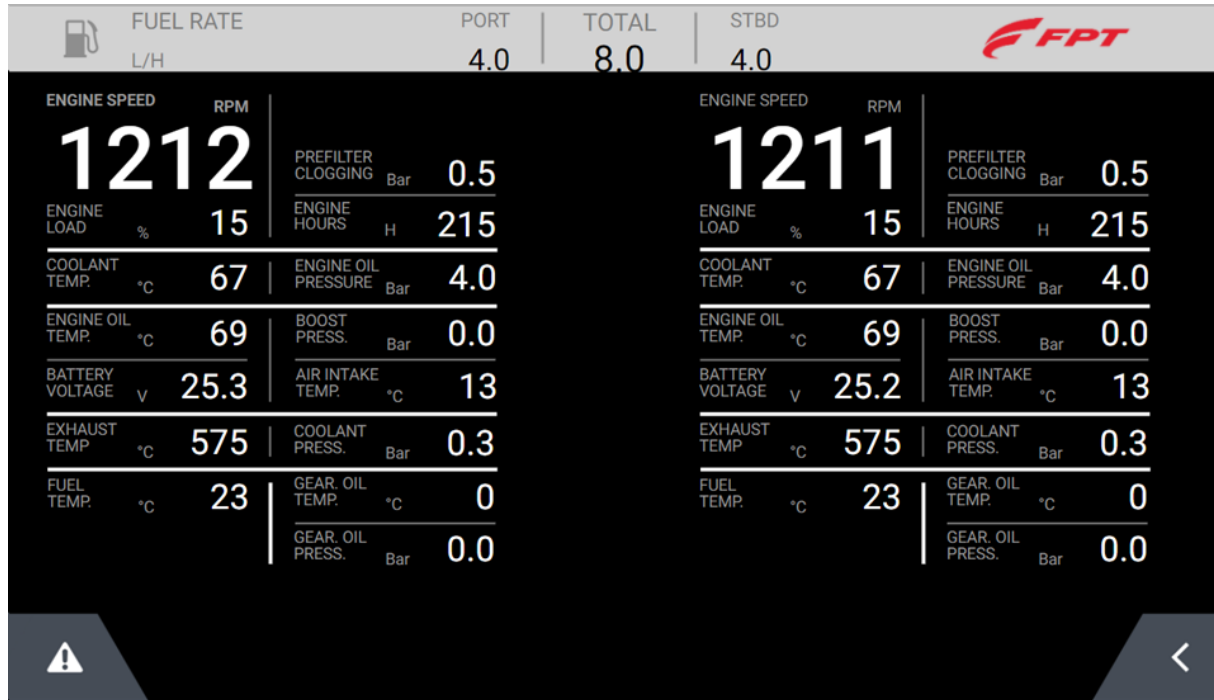 FUEL RATE PORT TOTAL STBD FPT
L/H 4.0 8.0 4.0
ENGINE SPEED RPM
1212
PREFILTER
CLOGGING Bar 0.5
ENGINE
LOAD % 15
ENGINE
HOURS H 215
COOLANT
TEMP. °C 67
ENGINE OIL
PRESSURE Bar 4.0
ENGINE OIL
TEMP. °C 69
BOOST
PRESS. Bar 0.0
BATTERY
VOLTAGE V 25.3
AIR INTAKE
TEMP. °C 13
EXHAUST
TEMP °C 575
COOLANT
PRESS. Bar 0.3
FUEL
TEMP. °C 23
GEAR. OIL
TEMP. °C 0
GEAR. OIL
PRESS. Bar 0.0
ENGINE SPEED RPM
1211
PREFILTER
CLOGGING Bar 0.5
ENGINE
LOAD % 15
ENGINE
HOURS H 215
COOLANT
TEMP. °C 67
ENGINE OIL
PRESSURE Bar 4.0
ENGINE OIL
TEMP. °C 69
BOOST
PRESS. Bar 0.0
BATTERY
VOLTAGE V 25.2
AIR INTAKE
TEMP. °C 13
EXHAUST
TEMP °C 575
COOLANT
PRESS. Bar 0.3
FUEL
TEMP. °C 23
GEAR. OIL
TEMP. °C 0
GEAR. OIL
PRESS. Bar 0.0